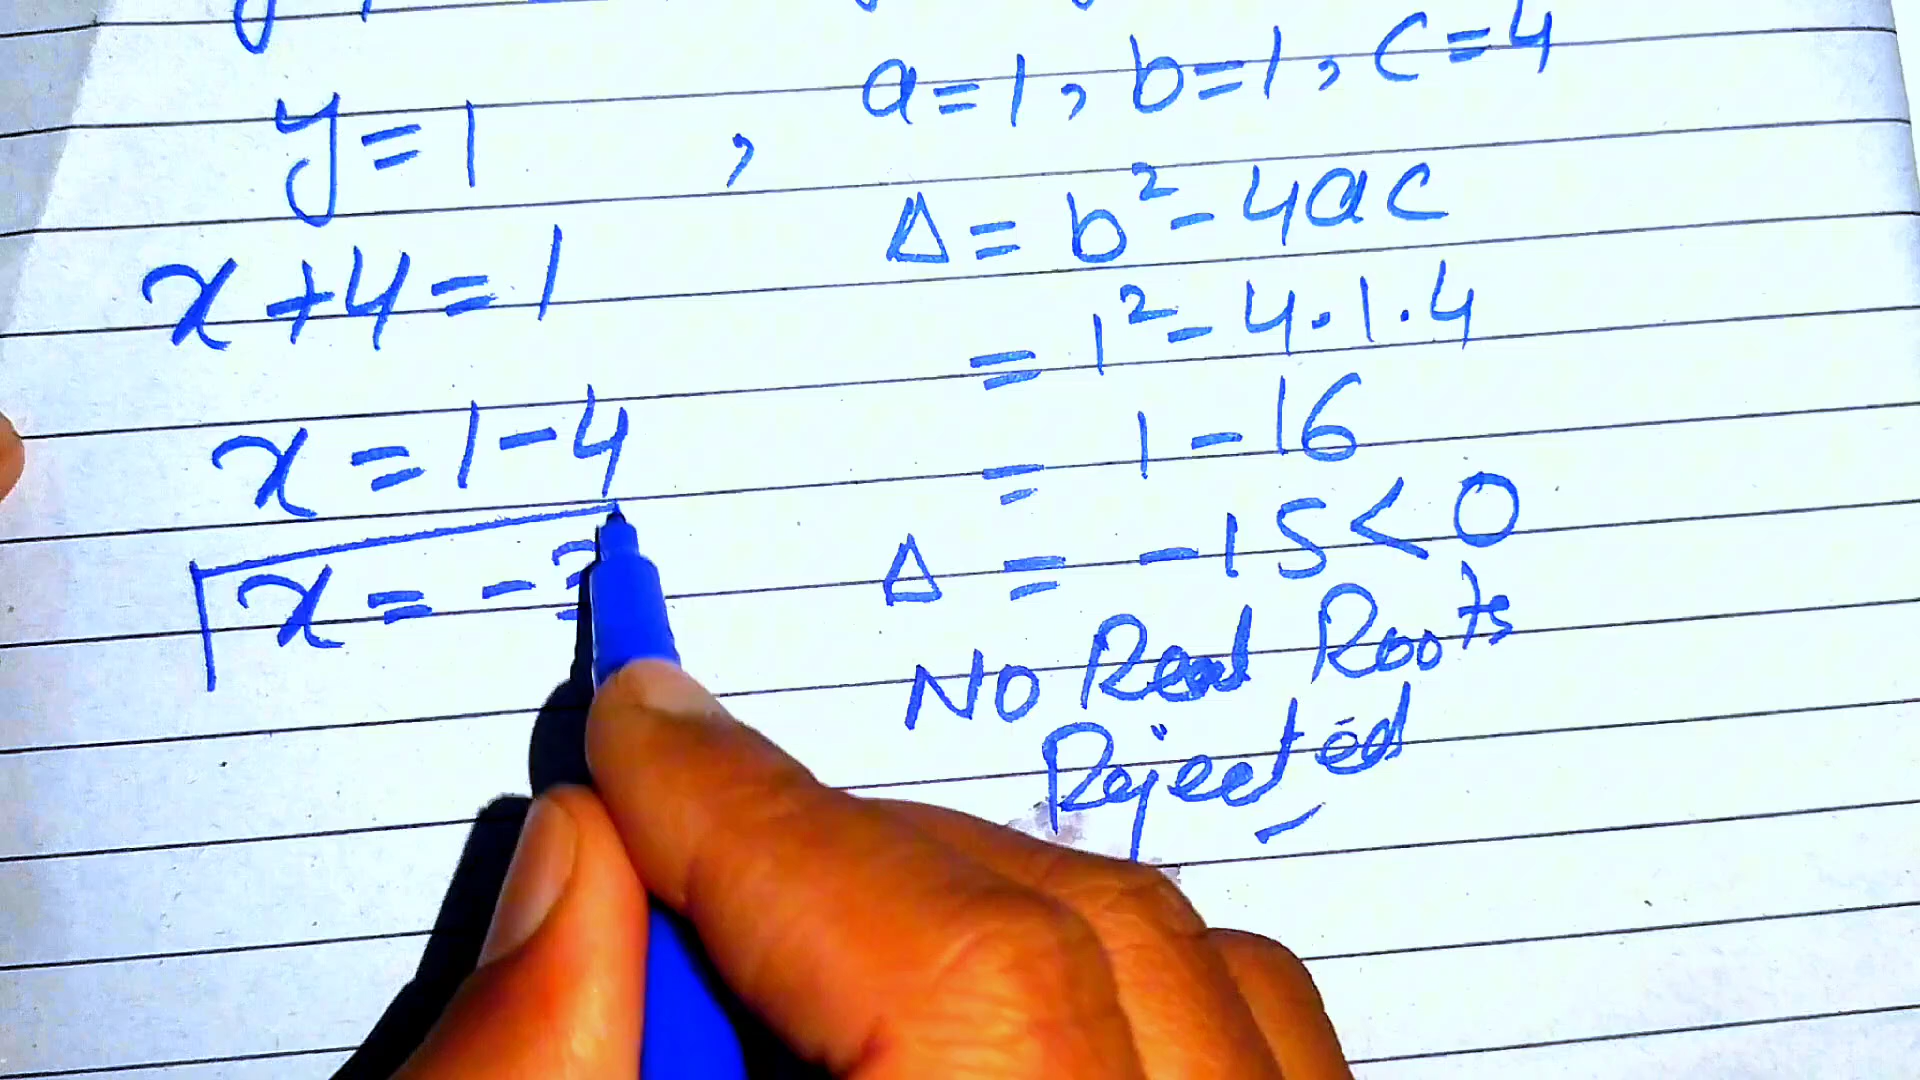 y = 1 ,
x + 4 = 1
x = 1 - 4
x = -
a = 1 , b = 1 , c = 4
Δ = b² - 4ac
= 1² - 4 · 1 · 4
= 1 - 16
Δ = -15 < 0
No Real Roots
Rejected